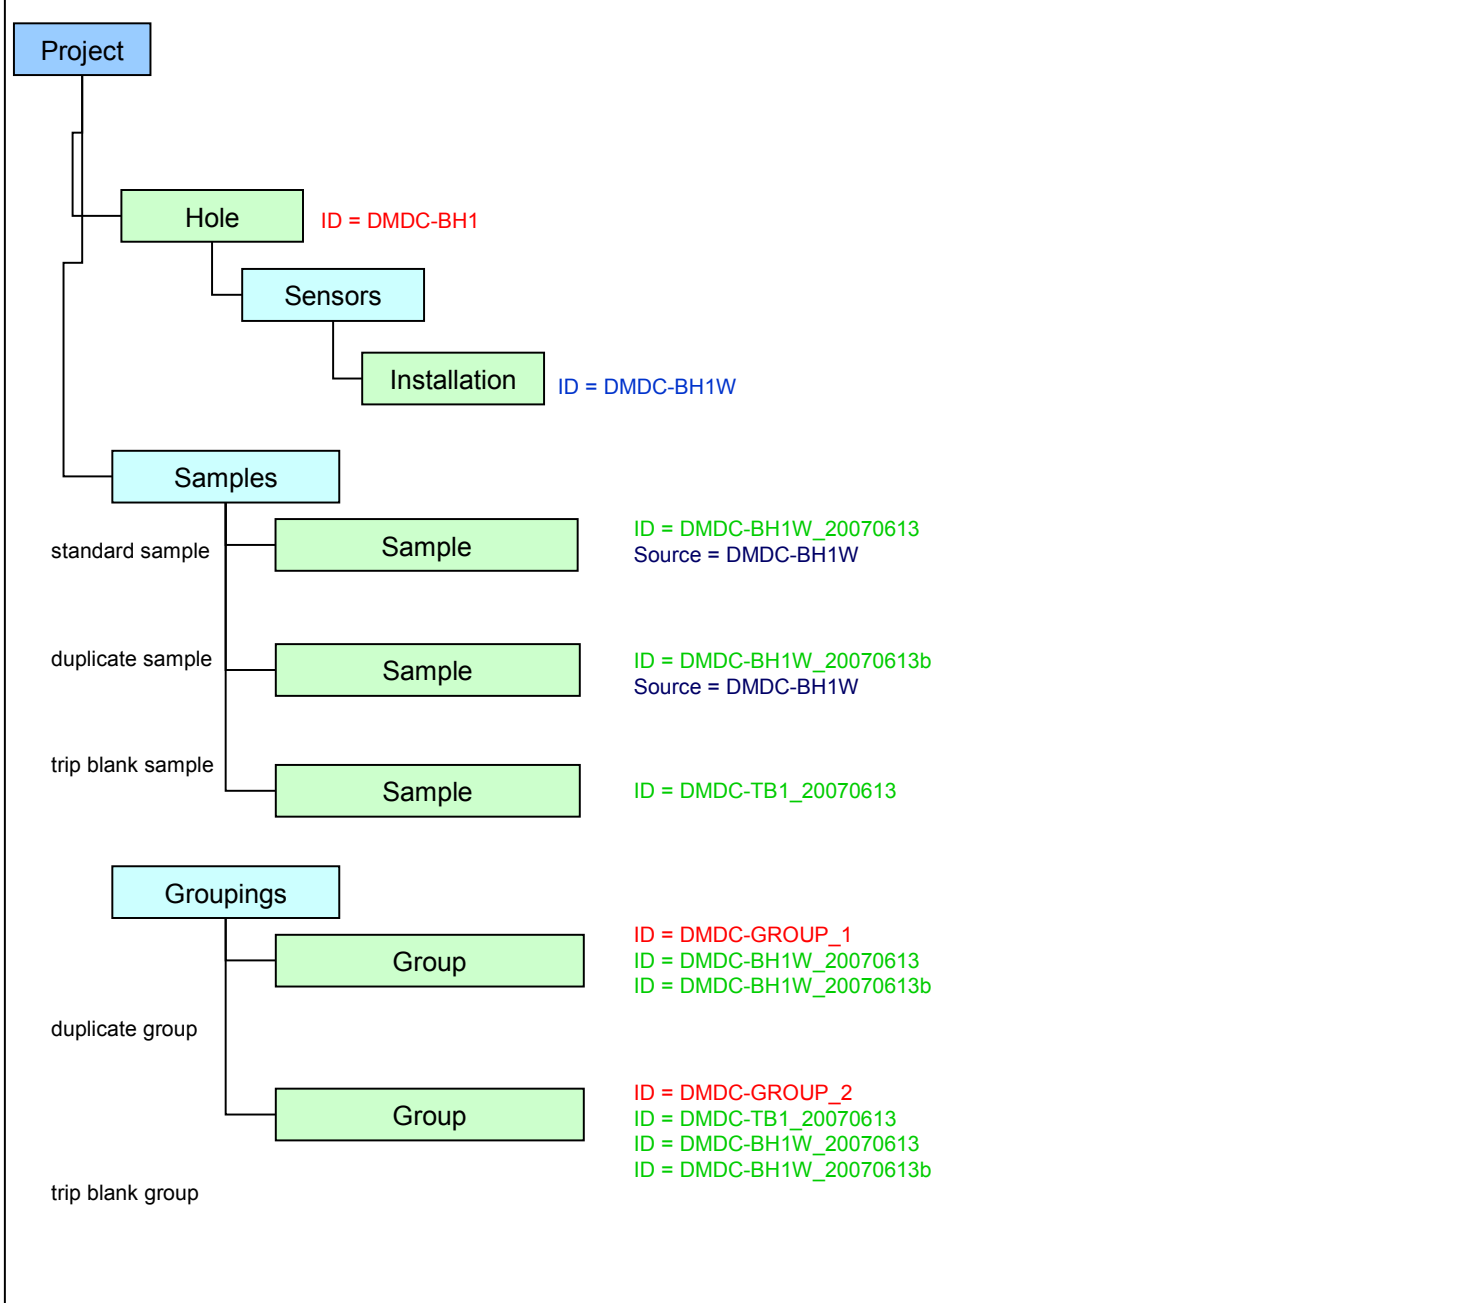 Project
Hole
ID = DMDC-BH1
Sensors
Installation
ID = DMDC-BH1W
Samples
standard sample
Sample
ID = DMDC-BH1W_20070613
Source = DMDC-BH1W
duplicate sample
Sample
ID = DMDC-BH1W_20070613b
Source = DMDC-BH1W
trip blank sample
Sample
ID = DMDC-TB1_20070613
Groupings
Group
ID = DMDC-GROUP_1
ID = DMDC-BH1W_20070613
ID = DMDC-BH1W_20070613b
duplicate group
Group
ID = DMDC-GROUP_2
ID = DMDC-TB1_20070613
ID = DMDC-BH1W_20070613
ID = DMDC-BH1W_20070613b
trip blank group